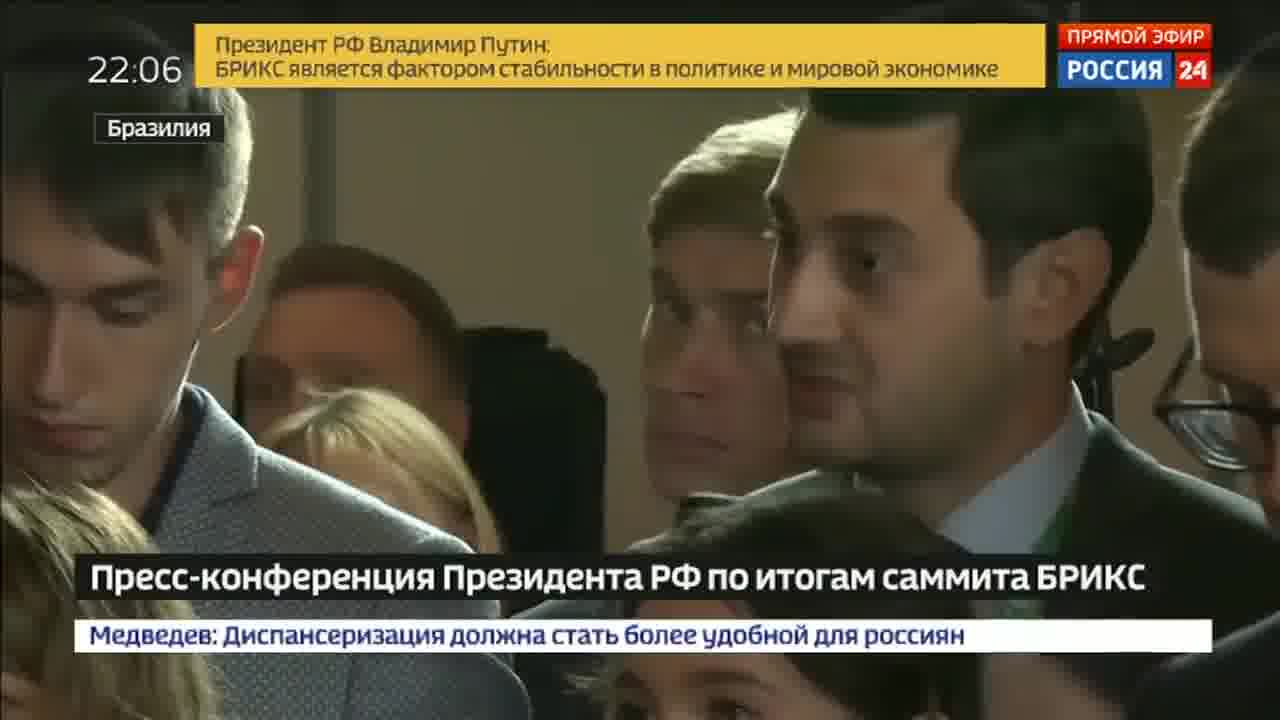 22:06
Президент РФ Владимир Путин:
БРИКС является фактором стабильности в политике и мировой экономике
ПРЯМОЙ ЭФИР
РОССИЯ 24
Бразилия
Пресс-конференция Президента РФ по итогам саммита БРИКС
Медведев: Диспансеризация должна стать более удобной для россиян